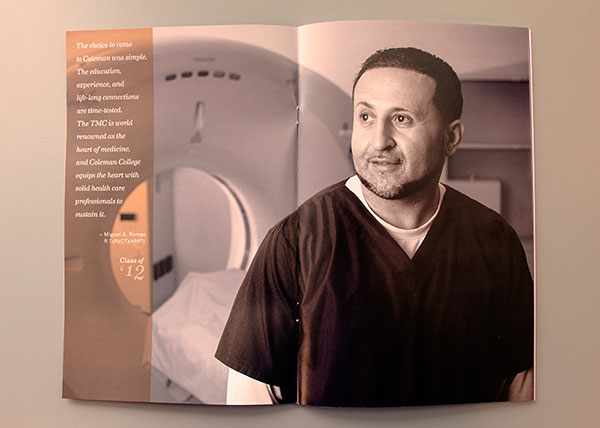 The choice to come
to Coleman was simple.
The education,
experience, and
life-long connections
are time-tested.
The TMC is world
renowned as the
heart of medicine,
and Coleman College
equips the heart with
solid health care
professionals to
sustain it.
– Miguel A. Roman
Class of
'12